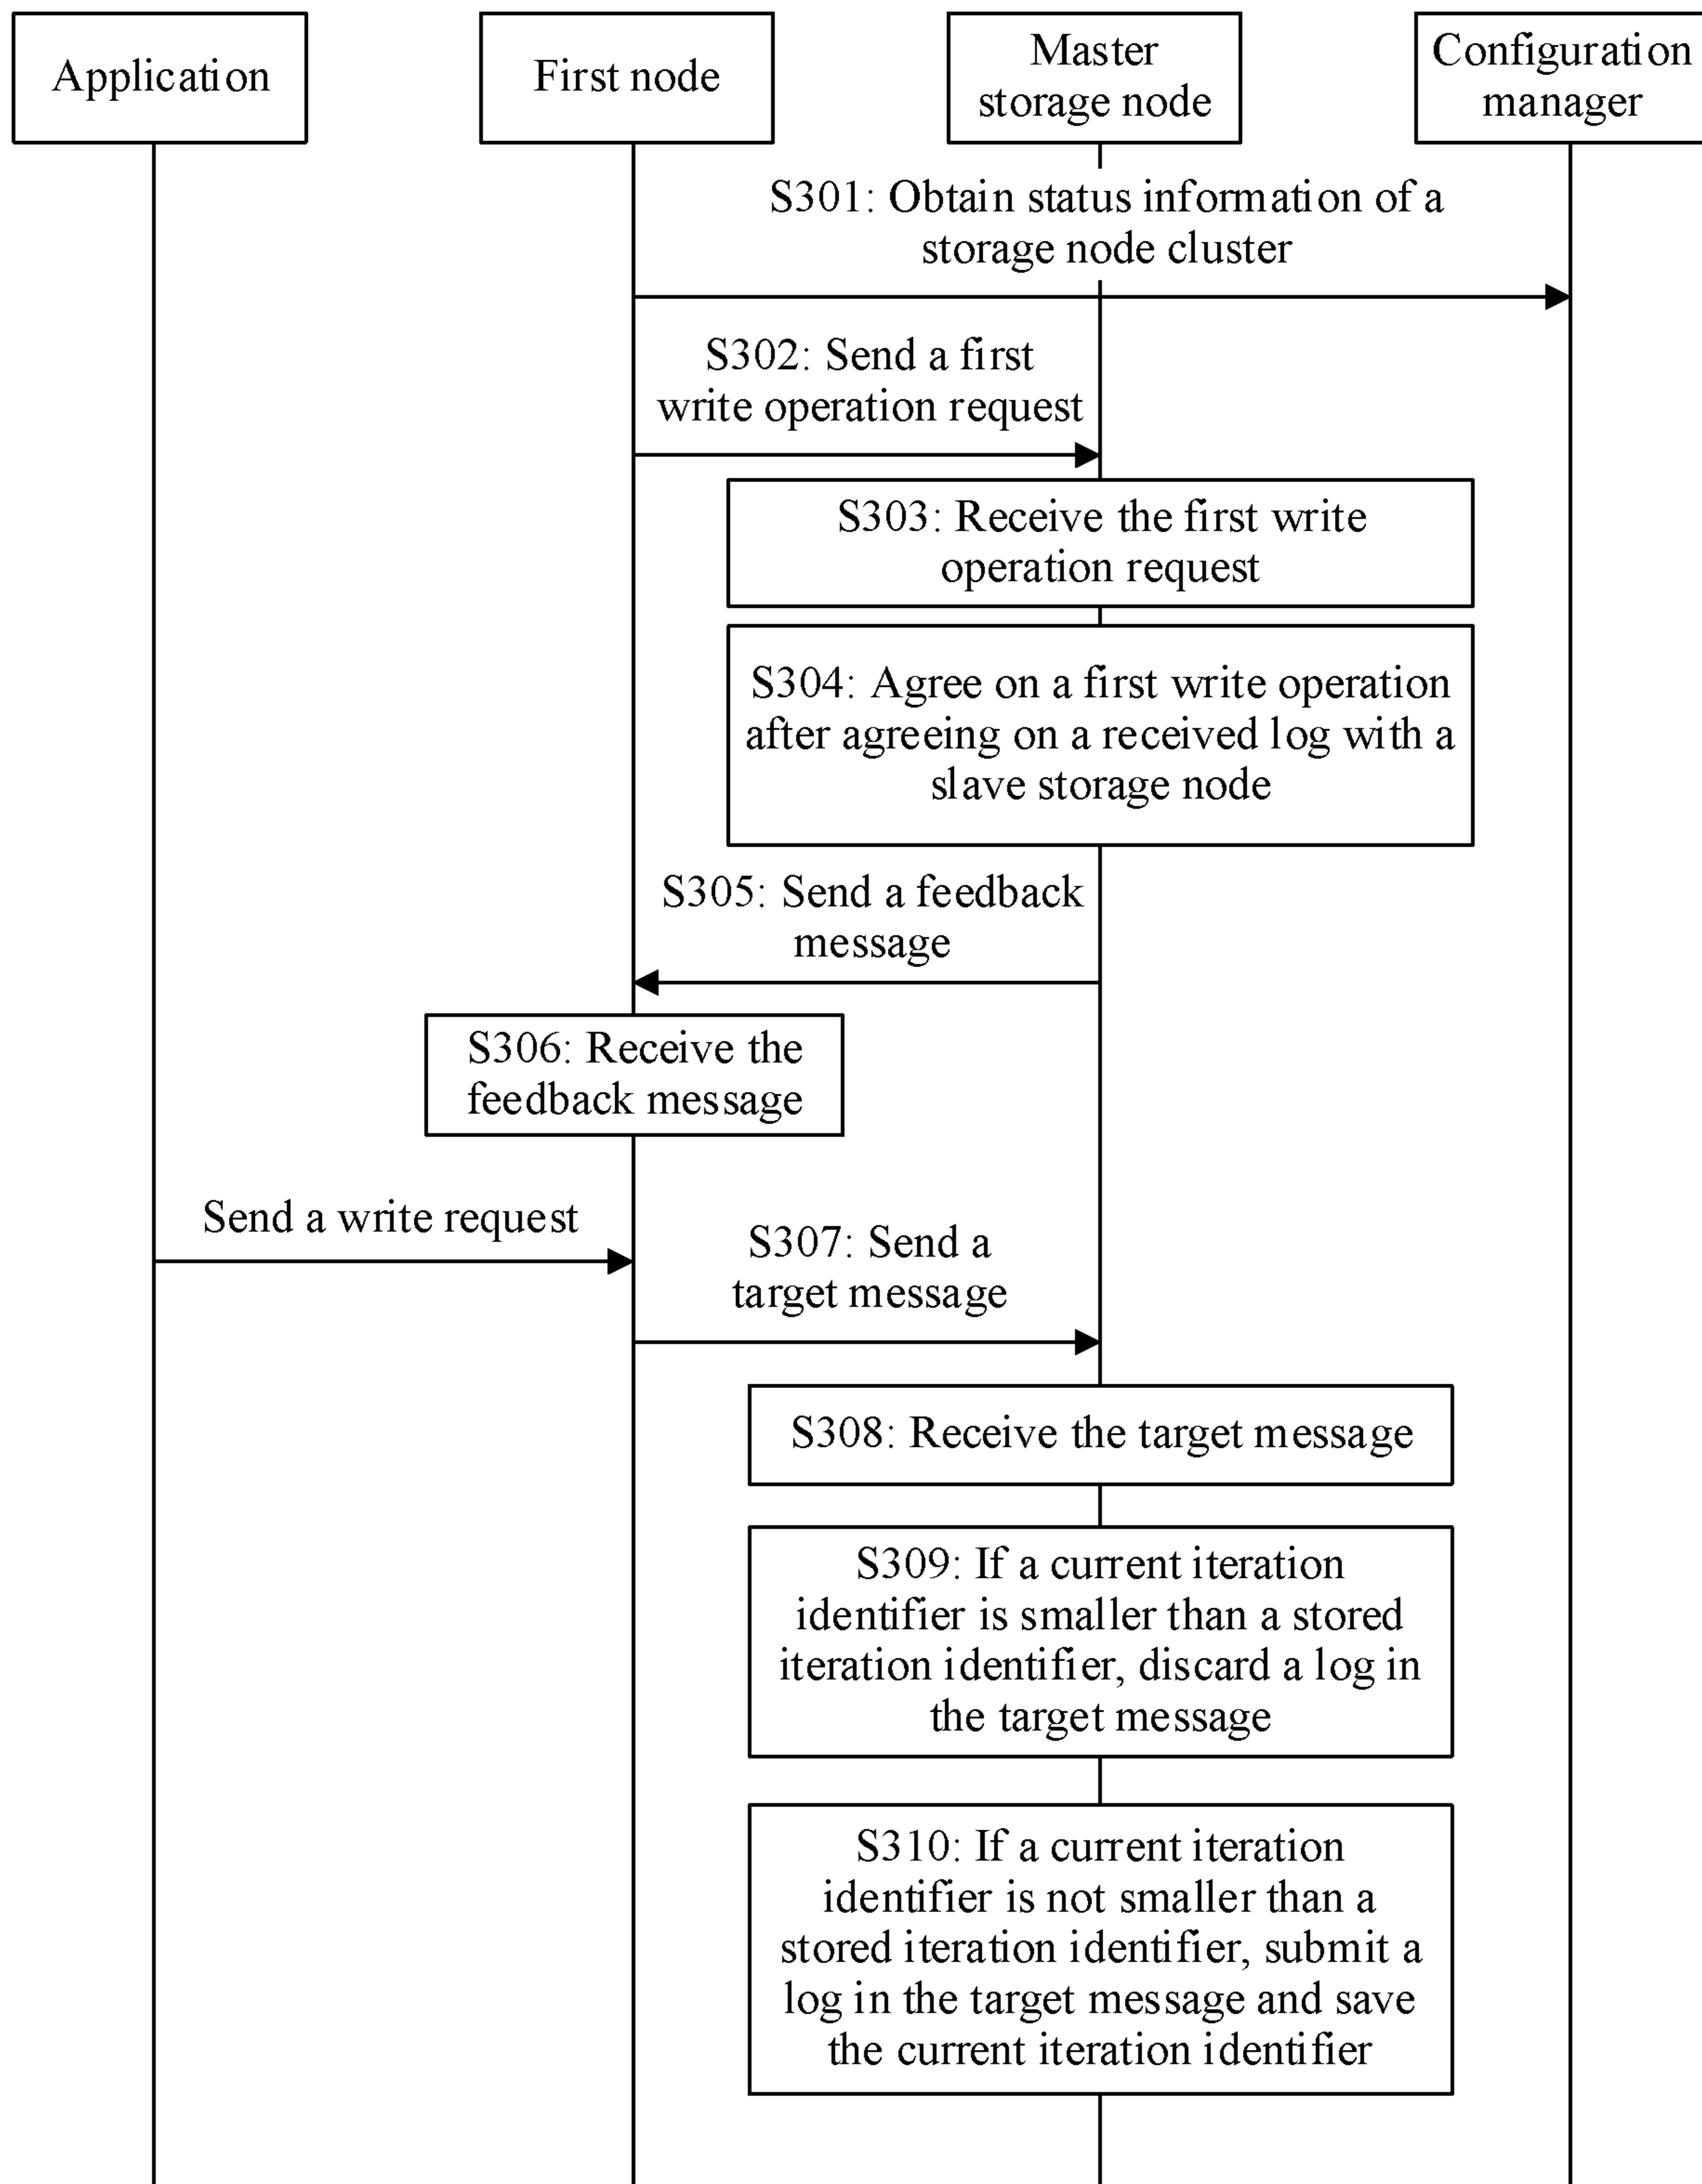 Application
First node
Master
storage node
Configuration
manager
S301: Obtain status information of a
storage node cluster
S302: Send a first
write operation request
S303: Receive the first write
operation request
S304: Agree on a first write operation
after agreeing on a received log with a
slave storage node
S305: Send a feedback
message
S306: Receive the
feedback message
Send a write request
S307: Send a
target message
S308: Receive the target message
S309: If a current iteration
identifier is smaller than a stored
iteration identifier, discard a log in
the target message
S310: If a current iteration
identifier is not smaller than a
stored iteration identifier, submit a
log in the target message and save
the current iteration identifier